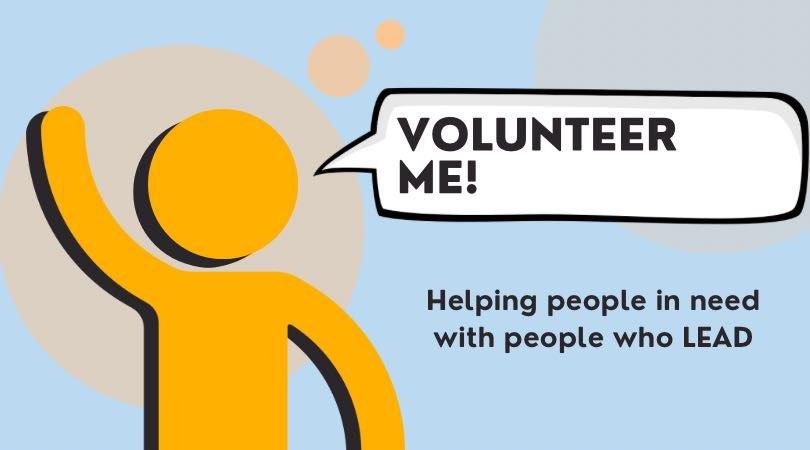 VOLUNTEER
ME!
Helping people in need
with people who LEAD